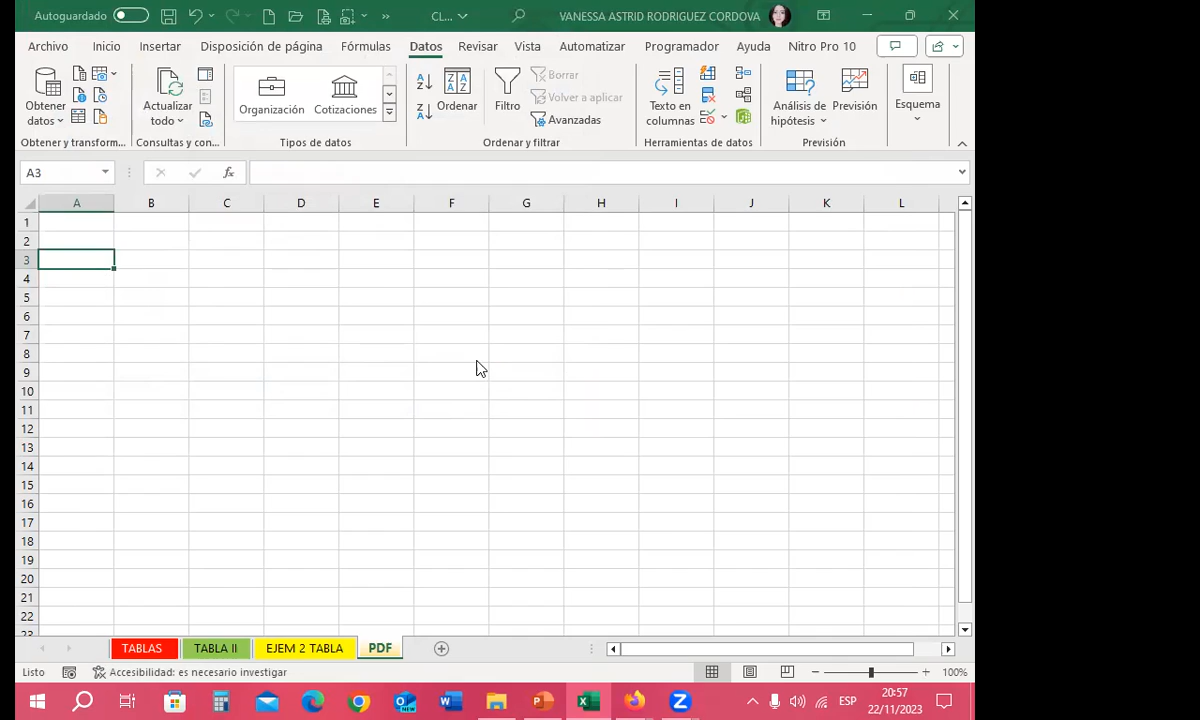 Autoguardado CL... VANESSA ASTRID RODRIGUEZ CORDOVA
Archivo Inicio Insertar Disposición de página Fórmulas Datos Revisar Vista Automatizar Programador Ayuda Nitro Pro 10
Obtener datos
Actualizar todo
Organización Cotizaciones
Ordenar
Filtro
Borrar
Volver a aplicar
Avanzadas
Texto en columnas
Análisis de hipótesis
Previsión
Esquema
Obtener y transform... Consultas y con... Tipos de datos Ordenar y filtrar Herramientas de datos Previsión
A3 fx
A B C D E F G H I J K L
1
2
3
4
5
6
7
8
9
10
11
12
13
14
15
16
17
18
19
20
21
22
23
TABLAS TABLA II EJEM 2 TABLA PDF
Listo Accesibilidad: es necesario investigar 100%
ESP 20:57
22/11/2023